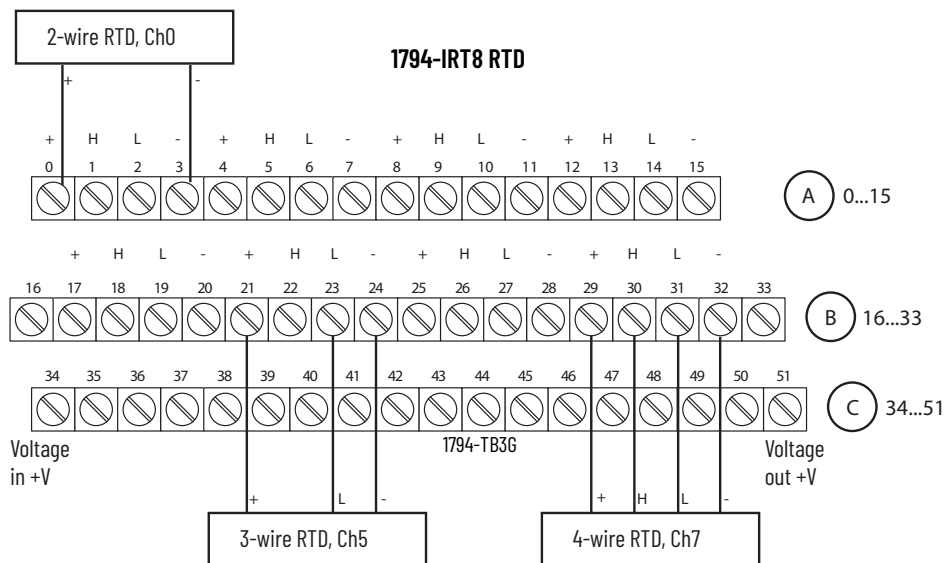 2-wire RTD, Ch0
1794-IRT8 RTD
+ -
+ H L - + H L - + H L - + H L -
0 1 2 3 4 5 6 7 8 9 10 11 12 13 14 15
A 0...15
+ H L - + H L - + H L - + H L -
16 17 18 19 20 21 22 23 24 25 26 27 28 29 30 31 32 33
B 16...33
34 35 36 37 38 39 40 41 42 43 44 45 46 47 48 49 50 51
C 34...51
Voltage
in +V
1794-TB3G
Voltage
out +V
+ L - + H L -
3-wire RTD, Ch5
4-wire RTD, Ch7